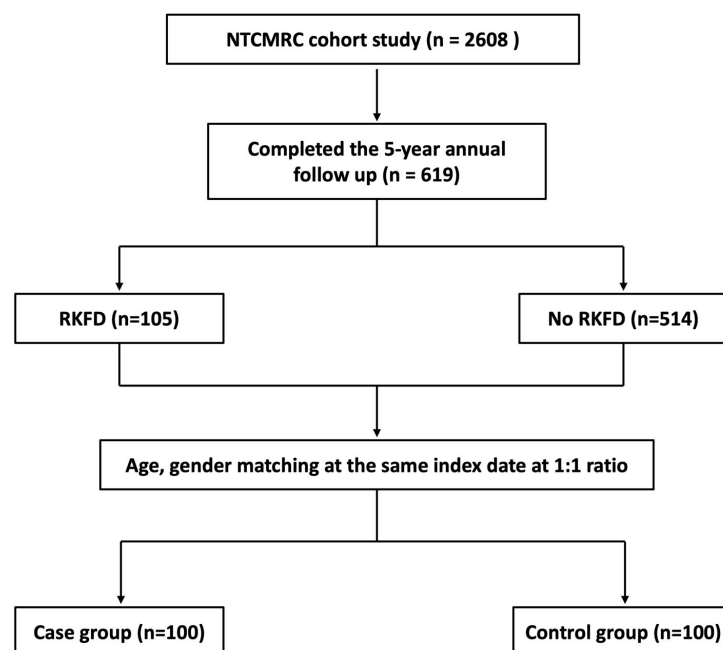 NTCMRC cohort study (n = 2608 )
Completed the 5-year annual
follow up (n = 619)
RKFD (n=105)
No RKFD (n=514)
Age, gender matching at the same index date at 1:1 ratio
Case group (n=100)
Control group (n=100)